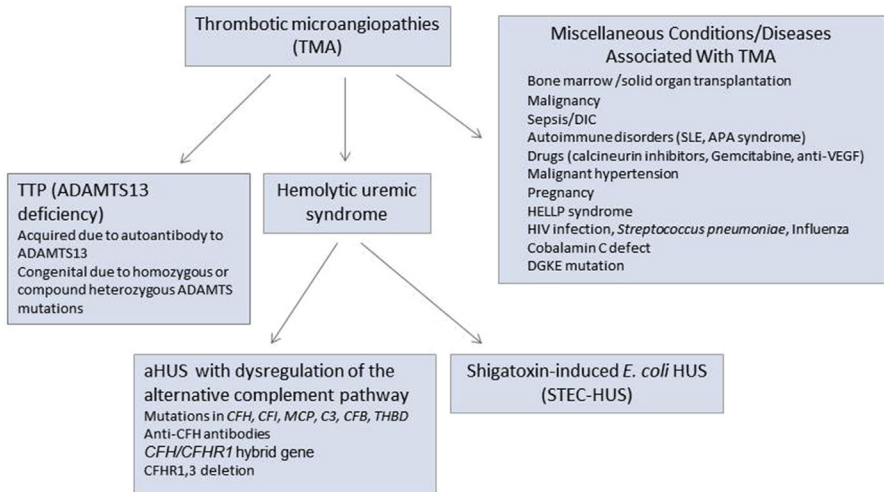 Thrombotic microangiopathies
(TMA)
Miscellaneous Conditions/Diseases
Associated With TMA
Bone marrow /solid organ transplantation
Malignancy
Sepsis/DIC
Autoimmune disorders (SLE, APA syndrome)
Drugs (calcineurin inhibitors, Gemcitabine, anti-VEGF)
Malignant hypertension
Pregnancy
HELLP syndrome
HIV infection, Streptococcus pneumoniae, Influenza
Cobalamin C defect
DGKE mutation
TTP (ADAMTS13
deficiency)
Acquired due to autoantibody to
ADAMTS13
Congenital due to homozygous or
compound heterozygous ADAMTS
mutations
Hemolytic uremic
syndrome
aHUS with dysregulation of the
alternative complement pathway
Mutations in CFH, CFI, MCP, C3, CFB, THBD
Anti-CFH antibodies
CFH/CFHR1 hybrid gene
CFHR1,3 deletion
Shigatoxin-induced E. coli HUS
(STEC-HUS)